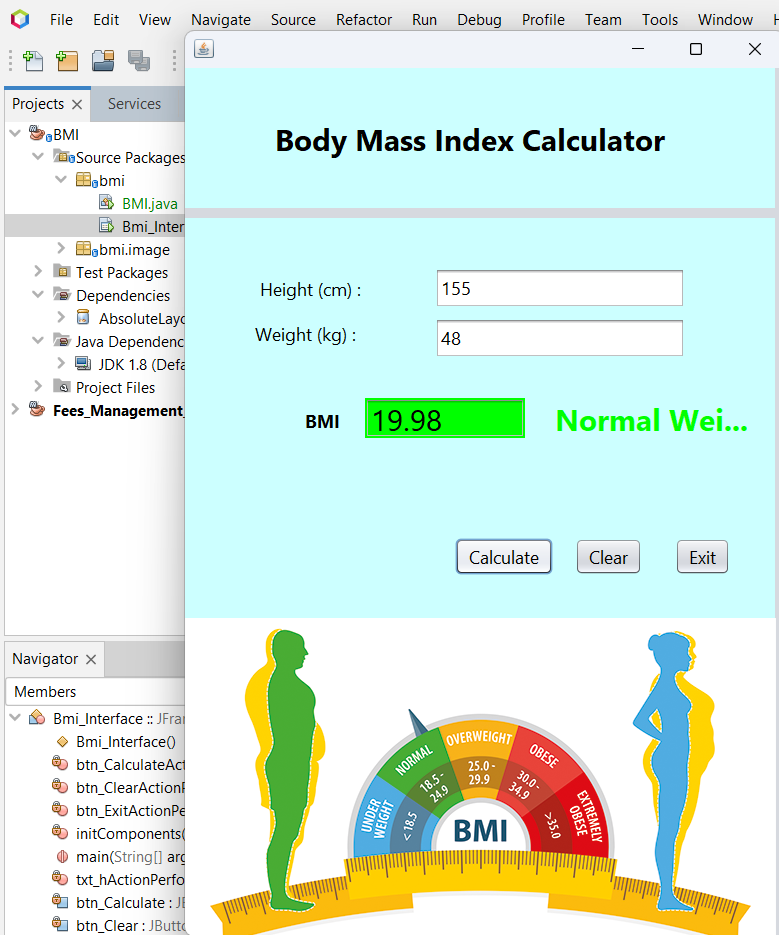 File Edit View Navigate Source Refactor Run Debug Profile Team Tools Window
Projects Services
BMI
Source Packages
bmi
BMI.java
Bmi_Inter
bmi.image
Test Packages
Dependencies
AbsoluteLayo
Java Dependenc
JDK 1.8 (Defa
Project Files
Fees_Management_
Navigator
Members
Bmi_Interface :: JFra
Bmi_Interface()
btn_CalculateAct
btn_ClearActionP
btn_ExitActionPe
initComponents(
main(String[] arg
txt_hActionPerfo
btn_Calculate : JB
btn_Clear : JButto
Body Mass Index Calculator
Height (cm) : 155
Weight (kg) : 48
BMI 19.98 Normal Wei...
Calculate Clear Exit
UNDER
WEIGHT
< 18.5
NORMAL
18.5 -
24.9
OVERWEIGHT
25.0 -
29.9
OBESE
30.0 -
34.9
EXTREMELY
OBESE
>35.0
BMI